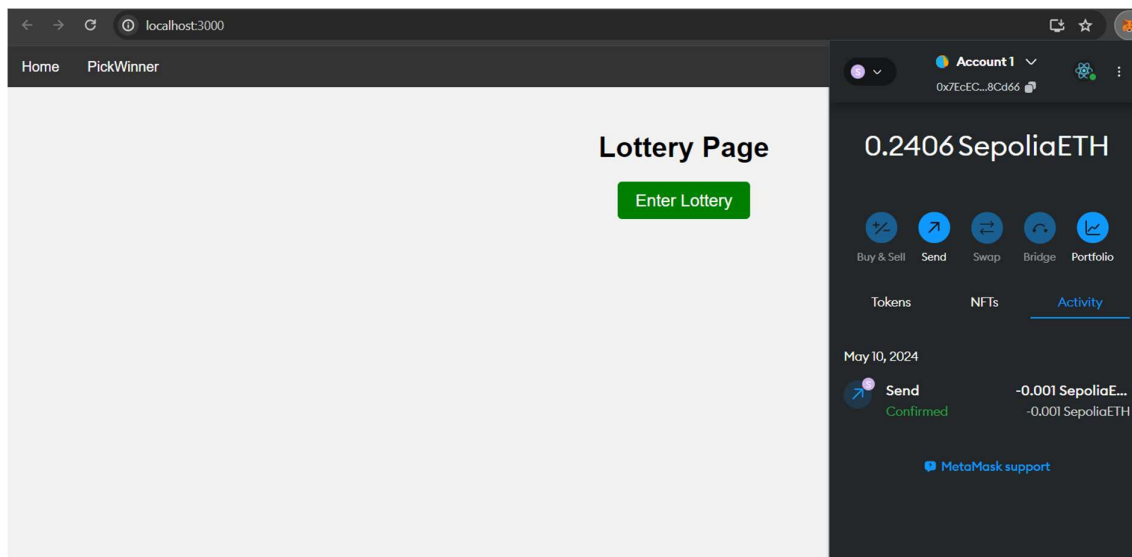 localhost:3000
Home PickWinner
Lottery Page
Enter Lottery
S
Account 1
0x7EcEC...8Cd66
0.2406 SepoliaETH
Buy & Sell Send Swap Bridge Portfolio
Tokens NFTs Activity
May 10, 2024
S
Send -0.001 SepoliaE...
Confirmed -0.001 SepoliaETH
MetaMask support